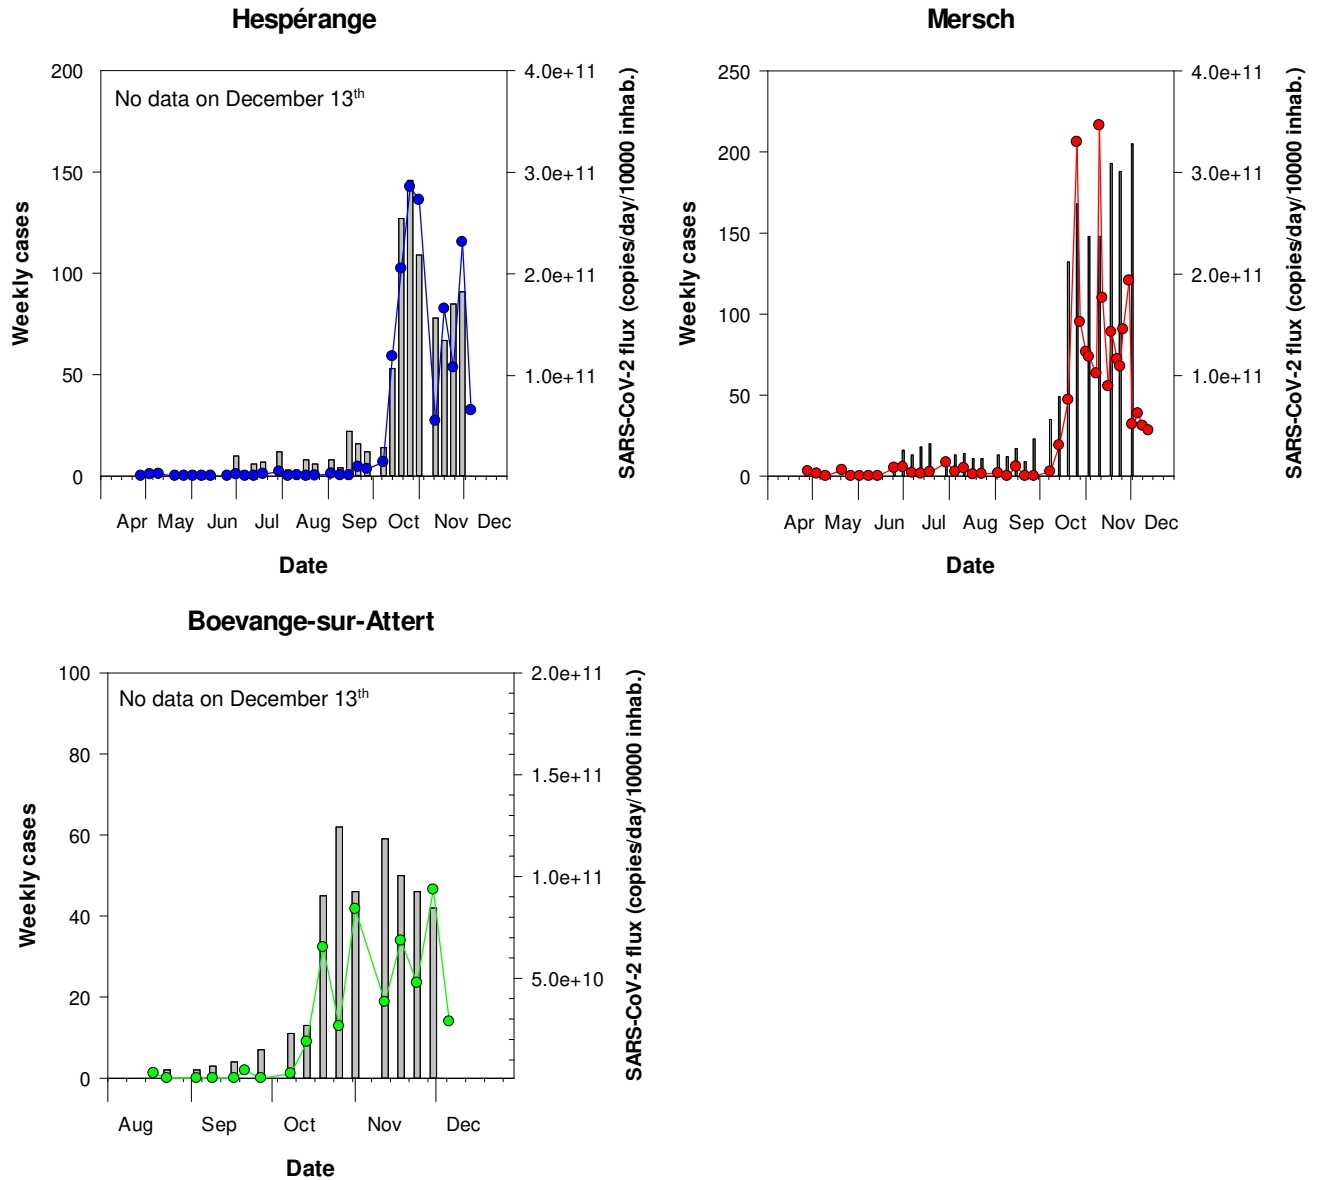 Hespérange
200
150
100
50
0
Weekly cases
No data on December 13th
4.0e+11
3.0e+11
2.0e+11
1.0e+11
SARS-CoV-2 flux (copies/day/10000 inhab.)
Apr May Jun Jul Aug Sep Oct Nov Dec
Date
Mersch
250
200
150
100
50
0
Weekly cases
4.0e+11
3.0e+11
2.0e+11
1.0e+11
SARS-CoV-2 flux (copies/day/10000 inhab.)
Apr May Jun Jul Aug Sep Oct Nov Dec
Date
Boevange-sur-Attert
100
80
60
40
20
0
Weekly cases
No data on December 13th
2.0e+11
1.5e+11
1.0e+11
5.0e+10
SARS-CoV-2 flux (copies/day/10000 inhab.)
Aug Sep Oct Nov Dec
Date